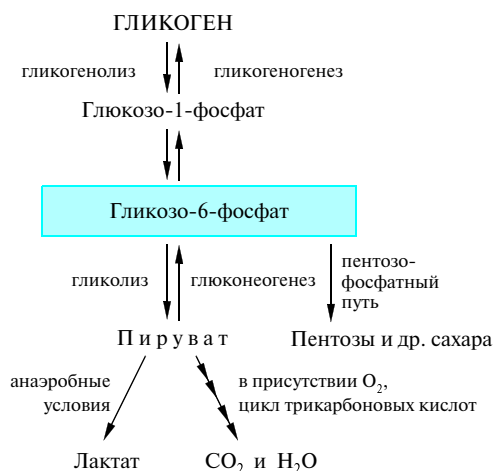 ГЛИКОГЕН
гликогенолиз
гликогеногенез
Глюкозо-1-фосфат
Гликозо-6-фосфат
гликолиз
глюконеогенез
пентозо-
фосфатный
путь
Пируват
Пентозы и др. сахара
анаэробные
условия
в присутствии O₂,
цикл трикарбоновых кислот
Лактат
CO₂ и H₂O